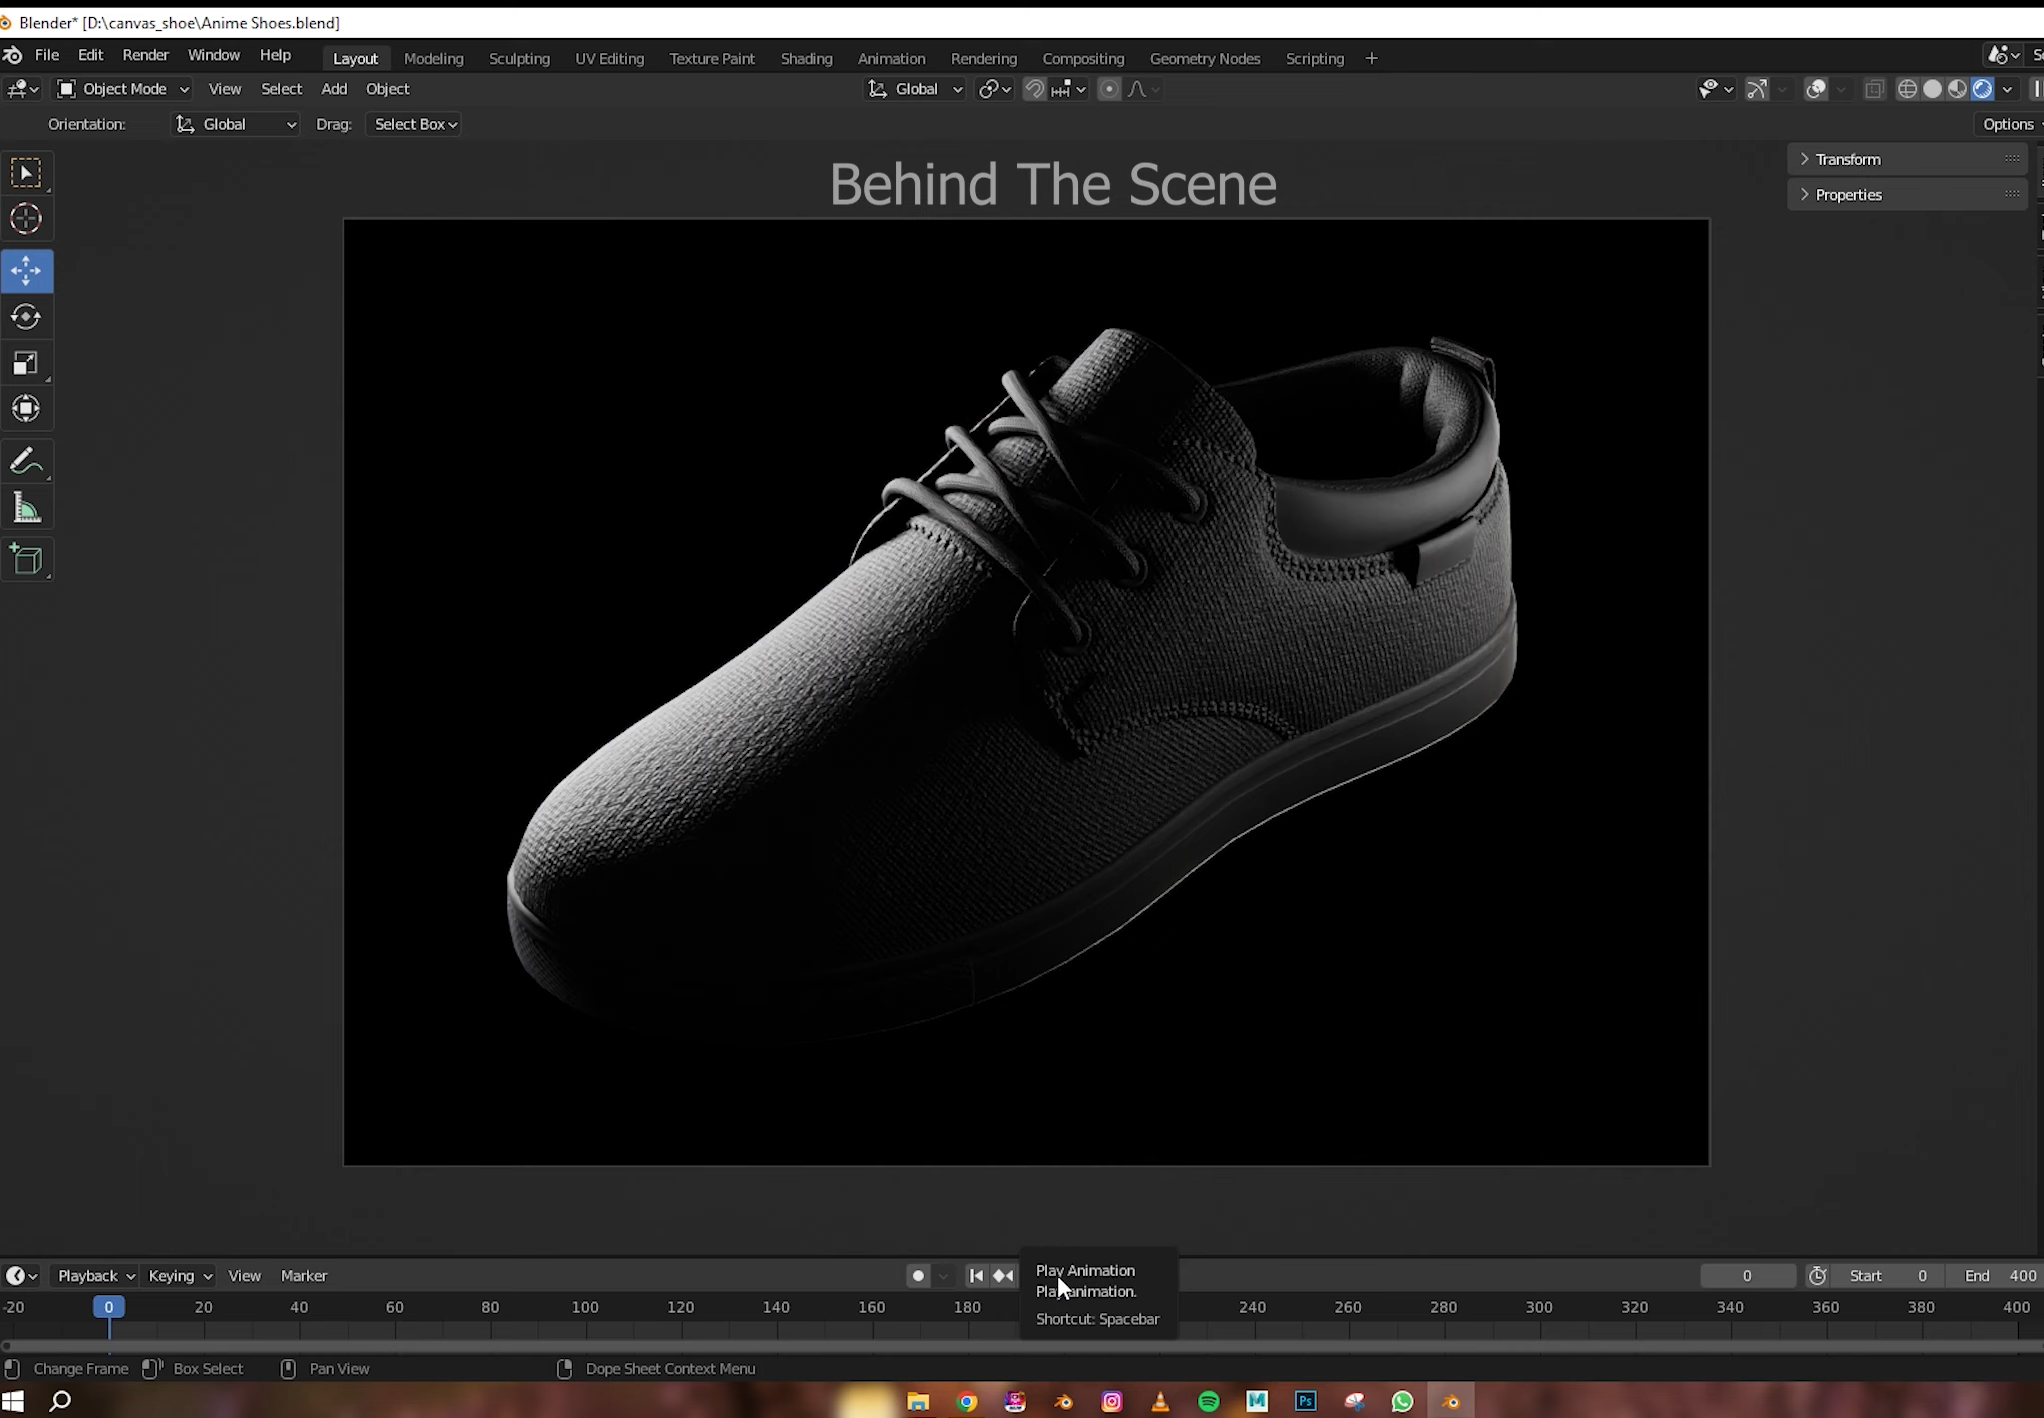 Blender* [D:\canvas_shoe\Anime Shoes.blend]
File Edit Render Window Help Layout Modeling Sculpting UV Editing Texture Paint Shading Animation Rendering Compositing Geometry Nodes Scripting +
Object Mode View Select Add Object Global
Orientation: Global Drag: Select Box Options
Transform
Behind The Scene
Properties
Play Animation
Playback Keying View Marker 0 Start 0 End 400
Shortcut: Spacebar
-20 0 20 40 60 80 100 120 140 160 180 240 260 280 300 320 340 360 380 400
Change Frame Box Select Pan View Dope Sheet Context Menu
M Ps